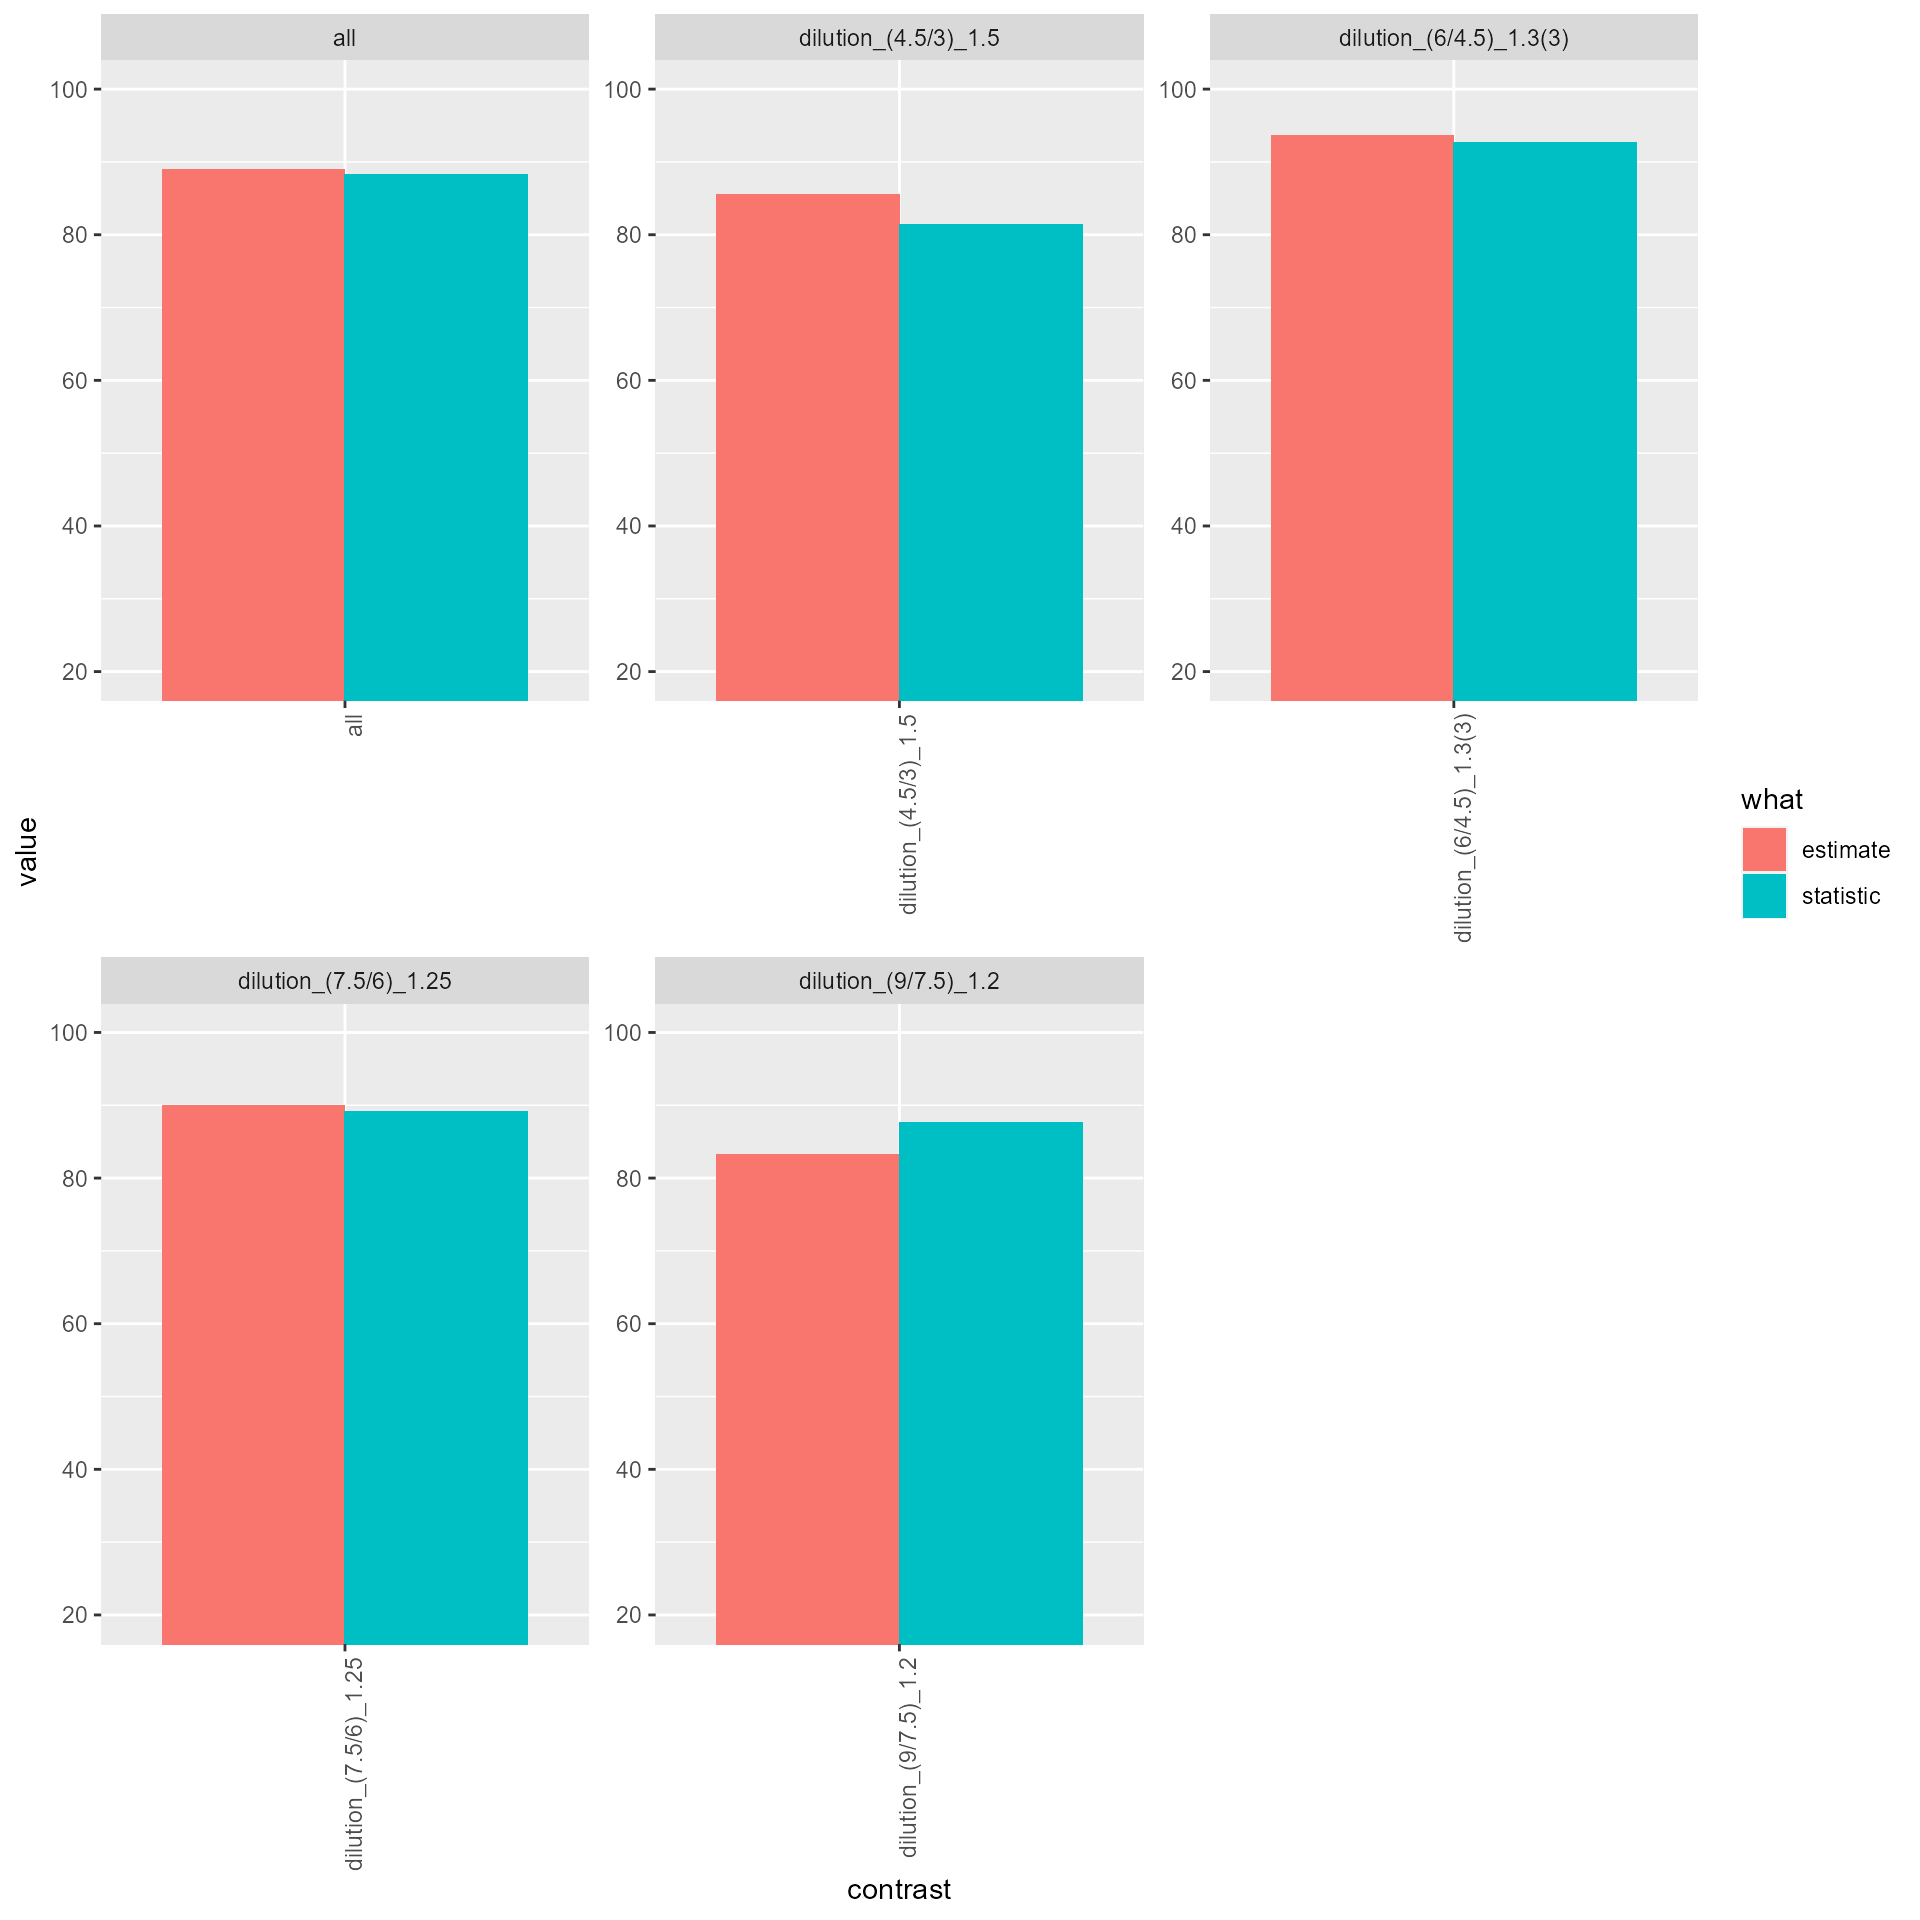 all
dilution_(4.5/3)_1.5
dilution_(6/4.5)_1.3(3)
100
80
60
40
20
100
80
60
40
20
100
80
60
40
20
all
dilution_(4.5/3)_1.5
dilution_(6/4.5)_1.3(3)
value
what
estimate
statistic
dilution_(7.5/6)_1.25
dilution_(9/7.5)_1.2
100
80
60
40
20
100
80
60
40
20
dilution_(7.5/6)_1.25
dilution_(9/7.5)_1.2
contrast